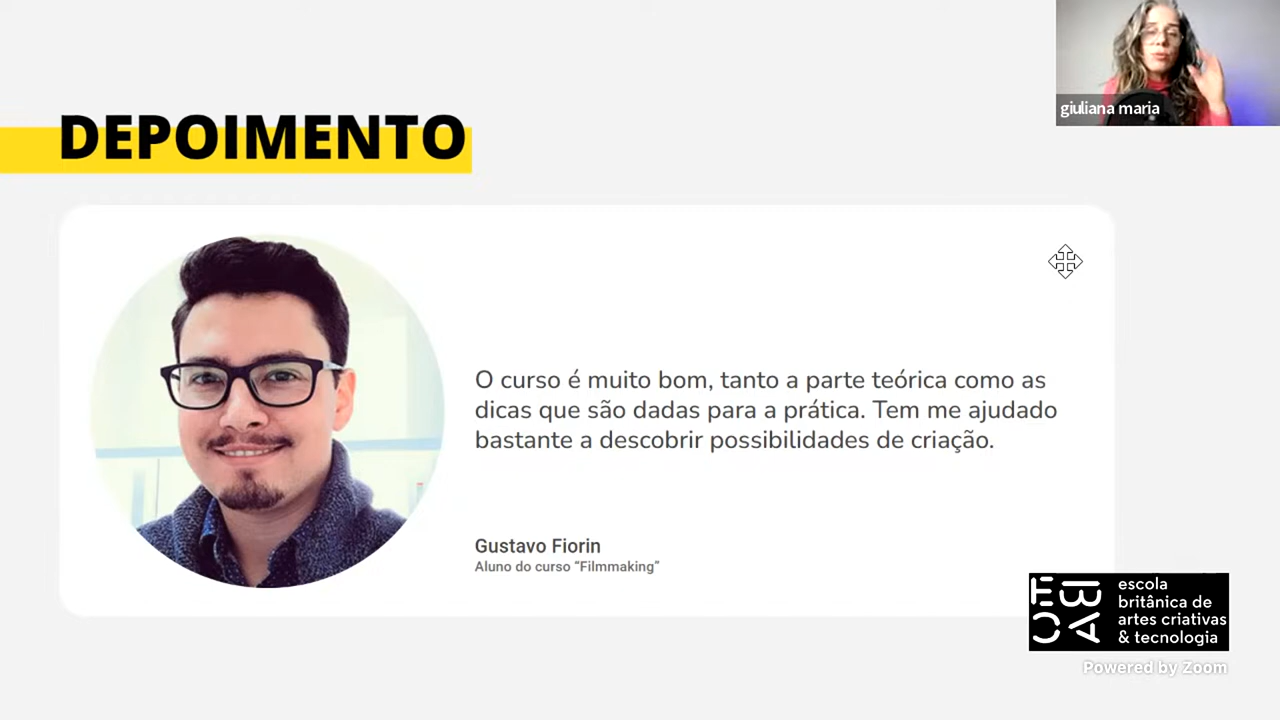 giuliana maria
DEPOIMENTO
O curso é muito bom, tanto a parte teórica como as
dicas que são dadas para a prática. Tem me ajudado
bastante a descobrir possibilidades de criação.
Gustavo Fiorin
Aluno do curso “Filmmaking”
EBAC
escola
britânica de
artes criativas
& tecnologia
Powered by Zoom